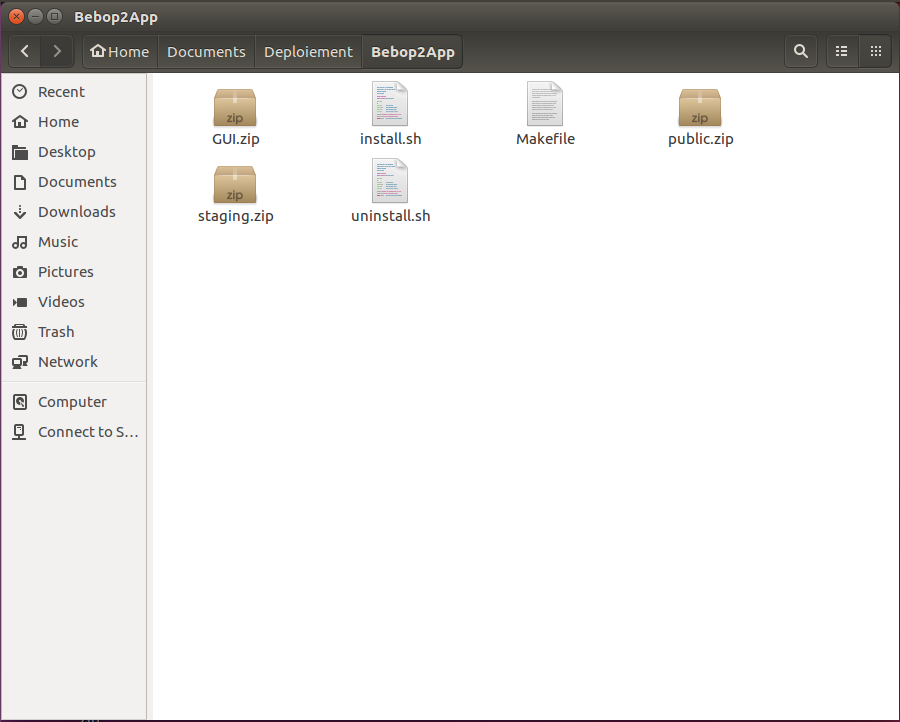 Bebop2App
Home Documents Deploiement Bebop2App
Recent
Home
Desktop
Documents
Downloads
Music
Pictures
Videos
Trash
Network
Computer
Connect to S...
zip zip
GUI.zip install.sh Makefile public.zip
zip
staging.zip uninstall.sh